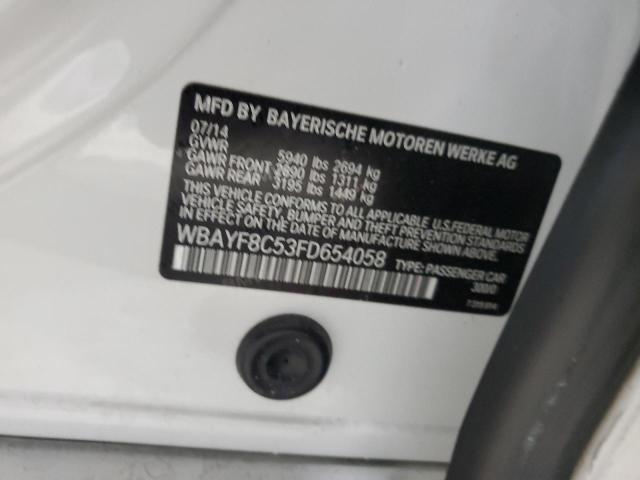 MFD BY BAYERISCHE MOTOREN WERKE AG
07/14
GVWR 5940 lbs 2694 kg
GAWR FRONT 2890 lbs 1311 kg
GAWR REAR 3195 lbs 1449 kg
THIS VEHICLE CONFORMS TO ALL APPLICABLE U.S.FEDERAL MOTOR
VEHICLE SAFETY, BUMPER AND THEFT PREVENTION STANDARDS
IN EFFECT ON THE DATE OF MANUFACTURE SHOWN ABOVE.
WBAYF8C53FD654058 TYPE: PASSENGER CAR